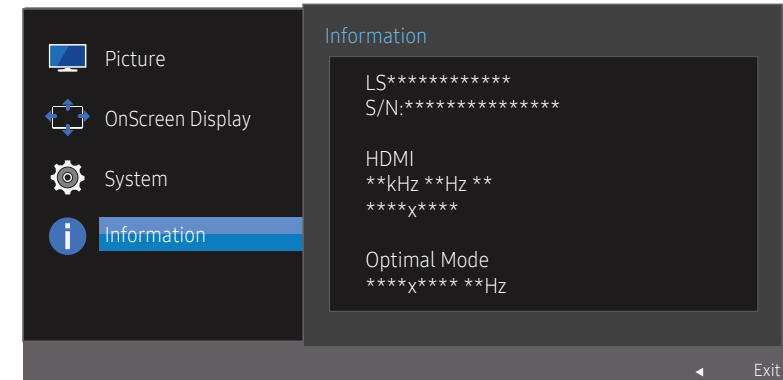 Picture
OnScreen Display
System
Information
Information
LS************
S/N:***************
HDMI
**kHz **Hz **
****x****
Optimal Mode
****x**** **Hz
Exit